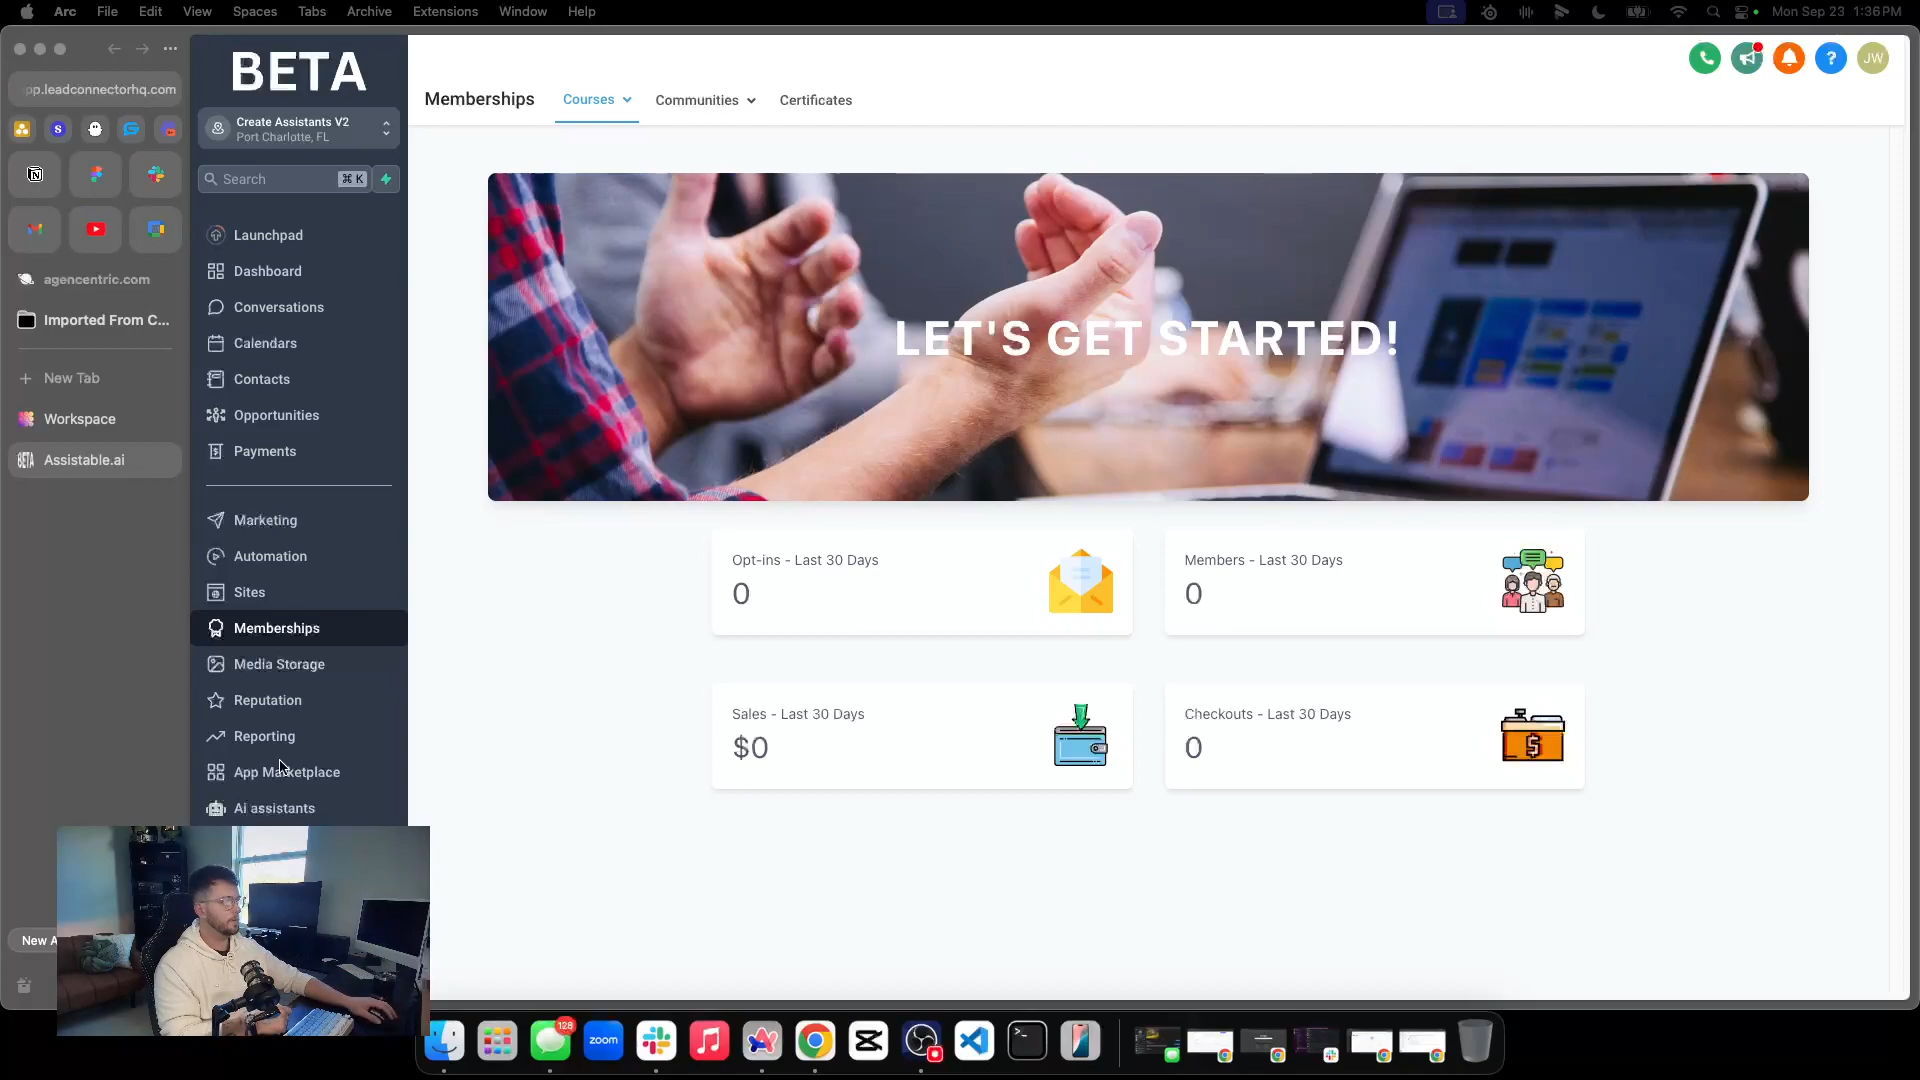 Arc File Edit View Spaces Tabs Archive Extensions Window Help
Mon Sep 23 1:36 PM
pp.leadconnectorhq.com
agencentric.com
Imported From C...
New Tab
Workspace
BETA Assistable.ai
New A
BETA
Create Assistants V2
Port Charlotte, FL
Search ⌘ K
Launchpad
Dashboard
Conversations
Calendars
Contacts
Opportunities
Payments
Marketing
Automation
Sites
Memberships
Media Storage
Reputation
Reporting
App Marketplace
Ai assistants
JW
Memberships Courses Communities Certificates
LET'S GET STARTED!
Opt-ins - Last 30 Days
0
Members - Last 30 Days
0
Sales - Last 30 Days
$0
Checkouts - Last 30 Days
0
128
zoom